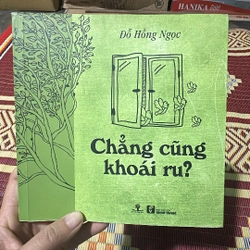 HANIKA
Đỗ Hồng Ngọc
Chẳng cũng
khoái ru?